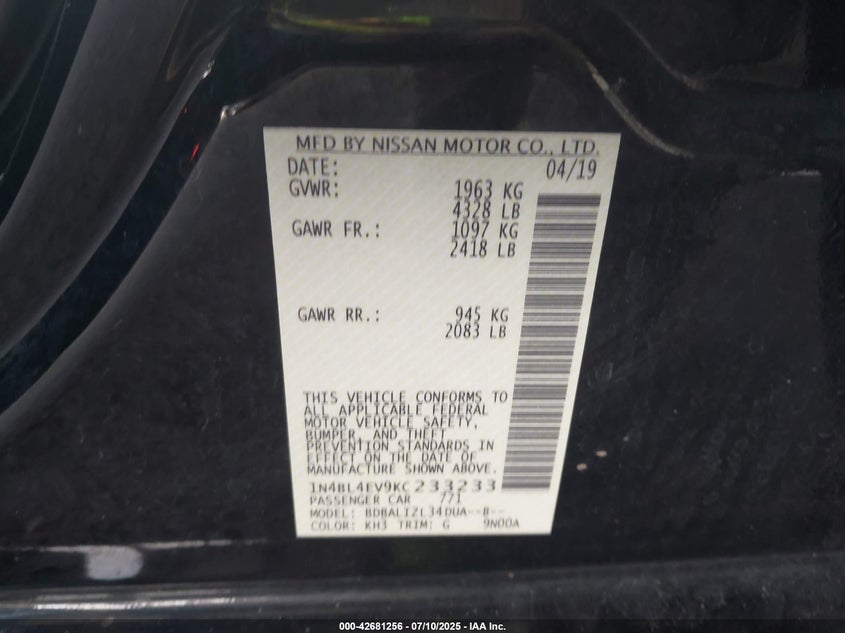 MFD BY NISSAN MOTOR CO., LTD.
DATE: 04/19
GVWR: 1963 KG
4328 LB
GAWR FR.: 1097 KG
2418 LB
GAWR RR.: 945 KG
2083 LB
THIS VEHICLE CONFORMS TO
ALL APPLICABLE FEDERAL
MOTOR VEHICLE SAFETY,
BUMPER, AND THEFT
PREVENTION STANDARDS IN
EFFECT ON THE DATE OF
MANUFACTURE SHOWN ABOVE.
1N4BL4EV9KC233233
PASSENGER CAR 771
MODEL: BDBALIZL34DUA--B--
COLOR: KH3 TRIM: G 9N00A
000-42681256 - 07/10/2025 - IAA Inc.